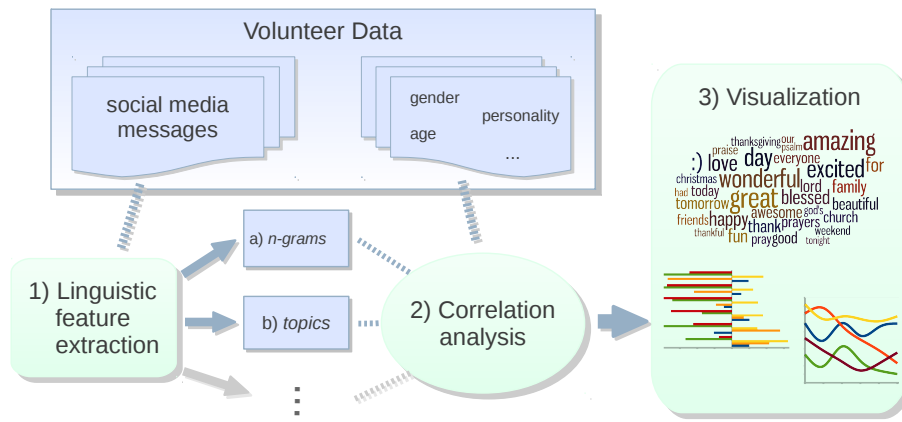 Volunteer Data
social media
messages
gender
personality
age
...
1) Linguistic
feature
extraction
a) n-grams
b) topics
⋮
2) Correlation
analysis
3) Visualization
thanksgiving our
psalm
amazing
praise
:) love day everyone
excited for
christmas wonderful lord family
had today
great blessed beautiful
tomorrow
awesome god's church
friends happy thank prayers
weekend
thankful fun pray good tonight